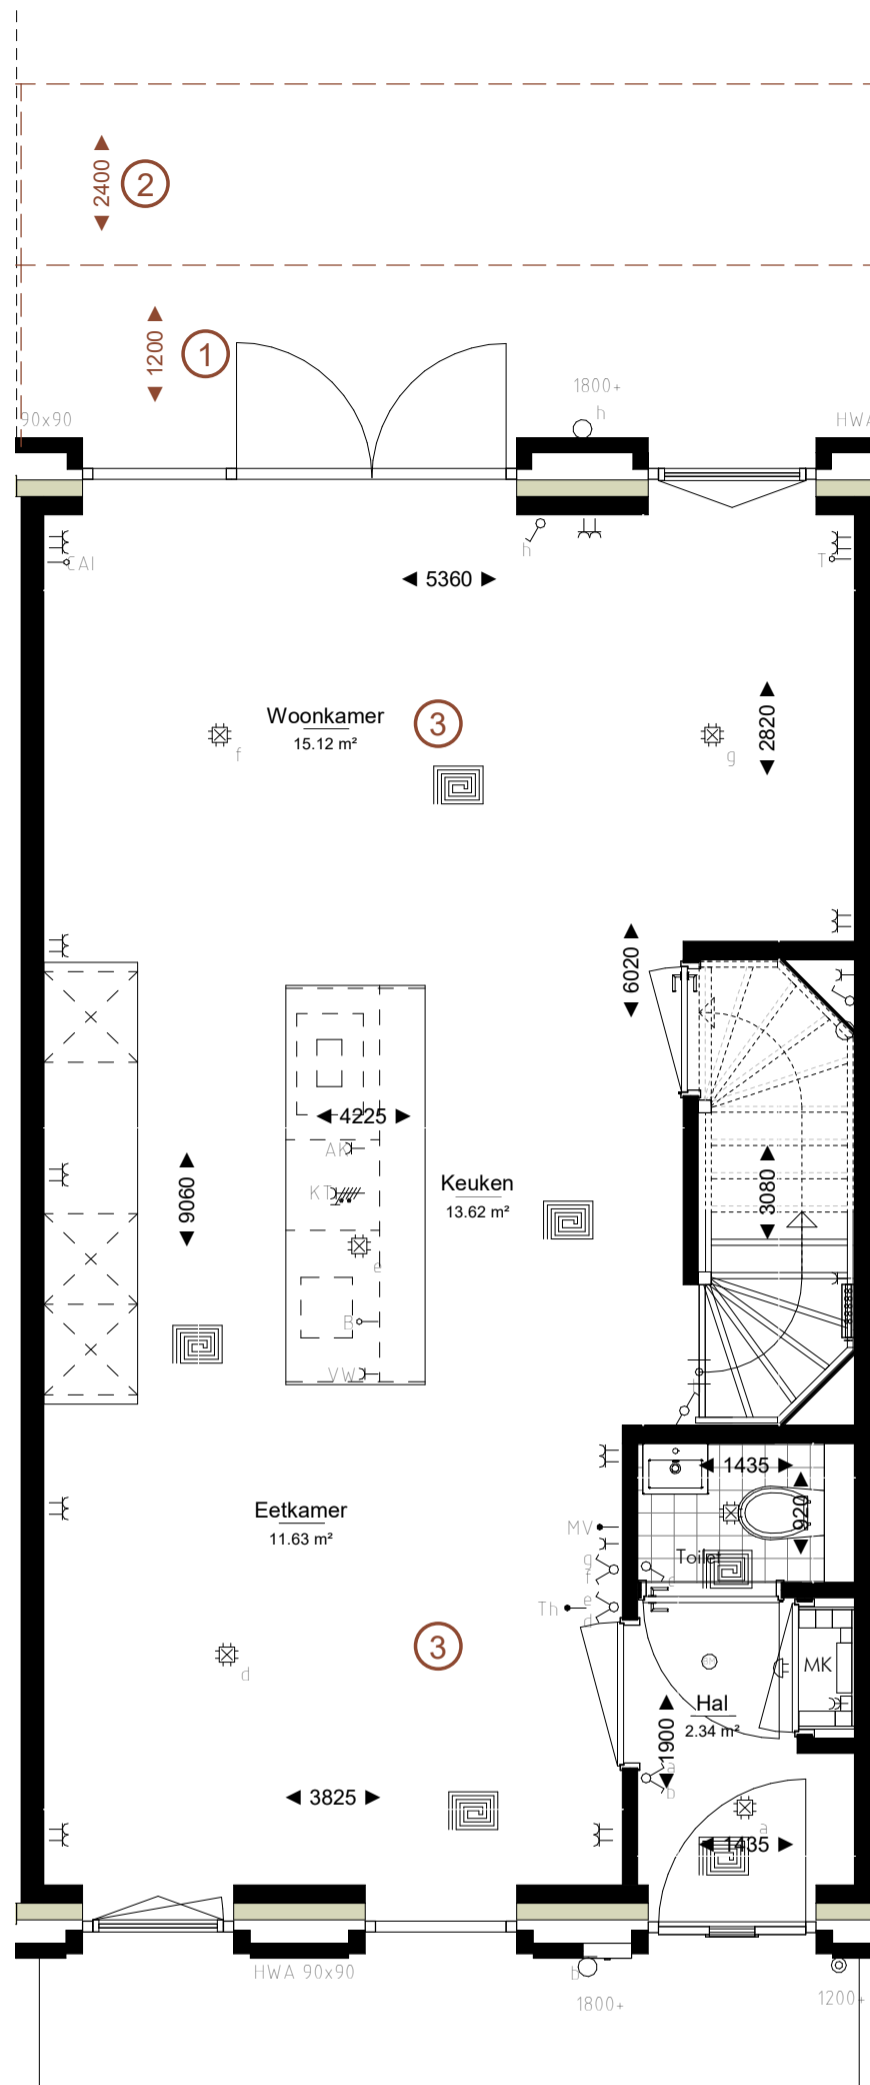 2400
2
1200
1
1800+
h
90x90
HWA
h
CAI
T
5360
Woonkamer
15.12 m²
3
2820
f
g
6020
4225
AK
Keuken
13.62 m²
KT
9060
3080
e
B
VW
1435
Eetkamer
11.63 m²
920
MV
Toilet
g
f
Th
e
d
3
MK
d
Hal
2.34 m²
1900
b
3825
a
1435
HWA 90x90
b
1800+
1200+